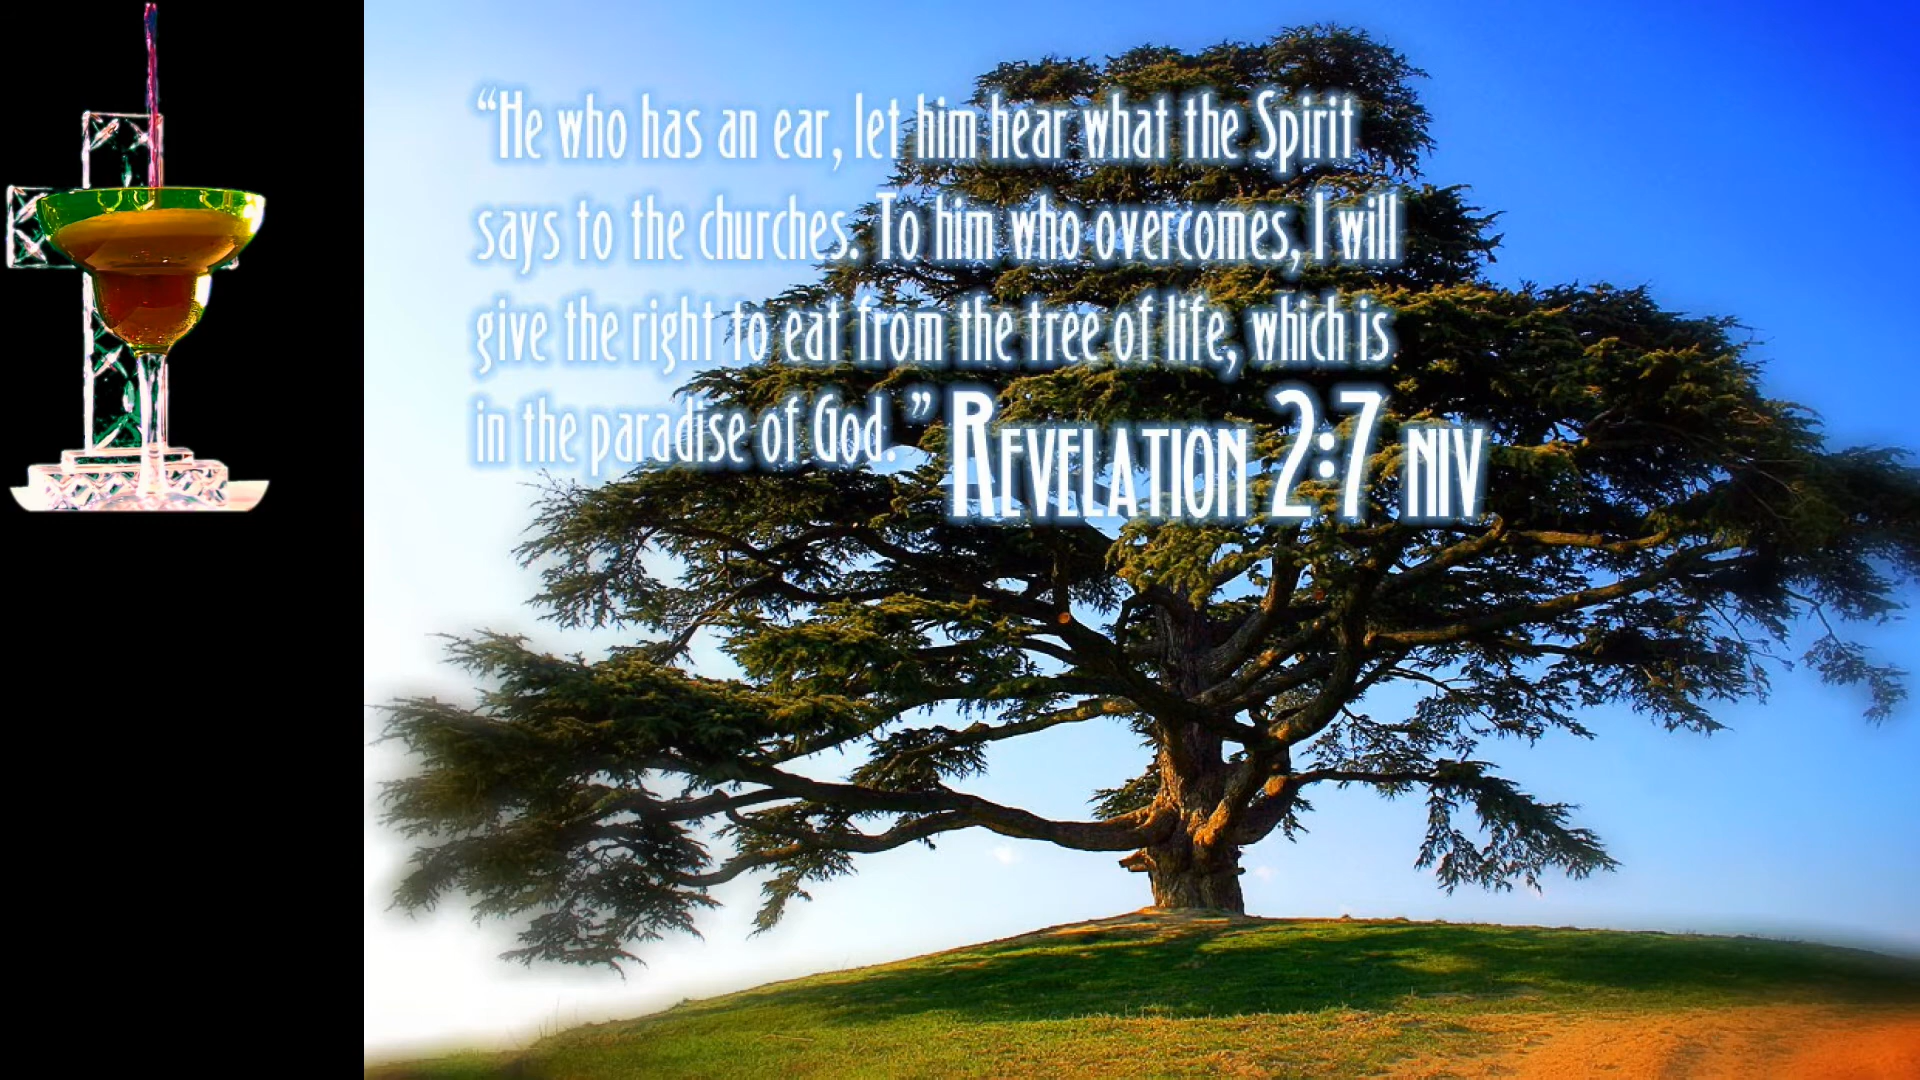 “He who has an ear, let him hear what the Spirit
says to the churches. To him who overcomes, I will
give the right to eat from the tree of life, which is
in the paradise of God.” REVELATION 2:7 NIV